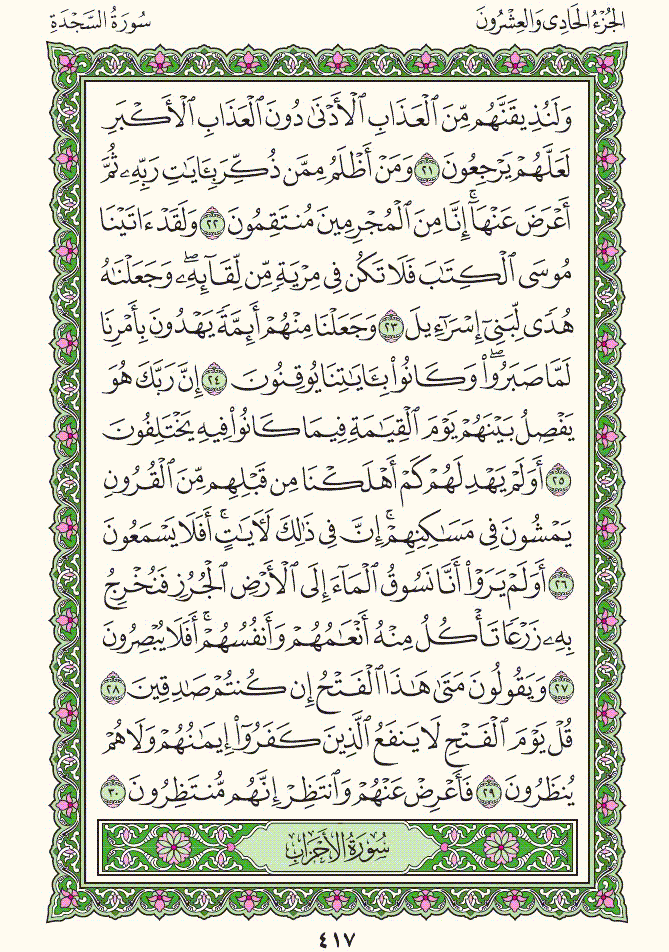 الجُزْءُ الحَادِي وَالعِشْرُونَ سُورَةُ السَّجْدَةِ
وَلَنُذِيقَنَّهُم مِّنَ ٱلْعَذَابِ ٱلْأَدْنَىٰ دُونَ ٱلْعَذَابِ ٱلْأَكْبَرِ
لَعَلَّهُمْ يَرْجِعُونَ ٢١ وَمَنْ أَظْلَمُ مِمَّن ذُكِّرَ بِـَٔايَٰتِ رَبِّهِۦ ثُمَّ
أَعْرَضَ عَنْهَآ ۚ إِنَّا مِنَ ٱلْمُجْرِمِينَ مُنتَقِمُونَ ٢٢ وَلَقَدْ ءَاتَيْنَا
مُوسَى ٱلْكِتَٰبَ فَلَا تَكُن فِى مِرْيَةٍ مِّن لِّقَآئِهِۦ ۖ وَجَعَلْنَٰهُ
هُدًى لِّبَنِىٓ إِسْرَٰٓءِيلَ ٢٣ وَجَعَلْنَا مِنْهُمْ أَئِمَّةً يَهْدُونَ بِأَمْرِنَا
لَمَّا صَبَرُوا۟ ۖ وَكَانُوا۟ بِـَٔايَٰتِنَا يُوقِنُونَ ٢٤ إِنَّ رَبَّكَ هُوَ
يَفْصِلُ بَيْنَهُمْ يَوْمَ ٱلْقِيَٰمَةِ فِيمَا كَانُوا۟ فِيهِ يَخْتَلِفُونَ
٢٥ أَوَلَمْ يَهْدِ لَهُمْ كَمْ أَهْلَكْنَا مِن قَبْلِهِم مِّنَ ٱلْقُرُونِ
يَمْشُونَ فِى مَسَٰكِنِهِمْ ۚ إِنَّ فِى ذَٰلِكَ لَـَٔايَٰتٍ ۖ أَفَلَا يَسْمَعُونَ
٢٦ أَوَلَمْ يَرَوْا۟ أَنَّا نَسُوقُ ٱلْمَآءَ إِلَى ٱلْأَرْضِ ٱلْجُرُزِ فَنُخْرِجُ
بِهِۦ زَرْعًا تَأْكُلُ مِنْهُ أَنْعَٰمُهُمْ وَأَنفُسُهُمْ ۚ أَفَلَا يُبْصِرُونَ
٢٧ وَيَقُولُونَ مَتَىٰ هَٰذَا ٱلْفَتْحُ إِن كُنتُمْ صَٰدِقِينَ ٢٨
قُلْ يَوْمَ ٱلْفَتْحِ لَا يَنفَعُ ٱلَّذِينَ كَفَرُوٓا۟ إِيمَٰنُهُمْ وَلَا هُمْ
يُنظَرُونَ ٢٩ فَأَعْرِضْ عَنْهُمْ وَٱنتَظِرْ إِنَّهُم مُّنتَظِرُونَ ٣٠
سُورَةُ الأَحْزَابِ
٤١٧